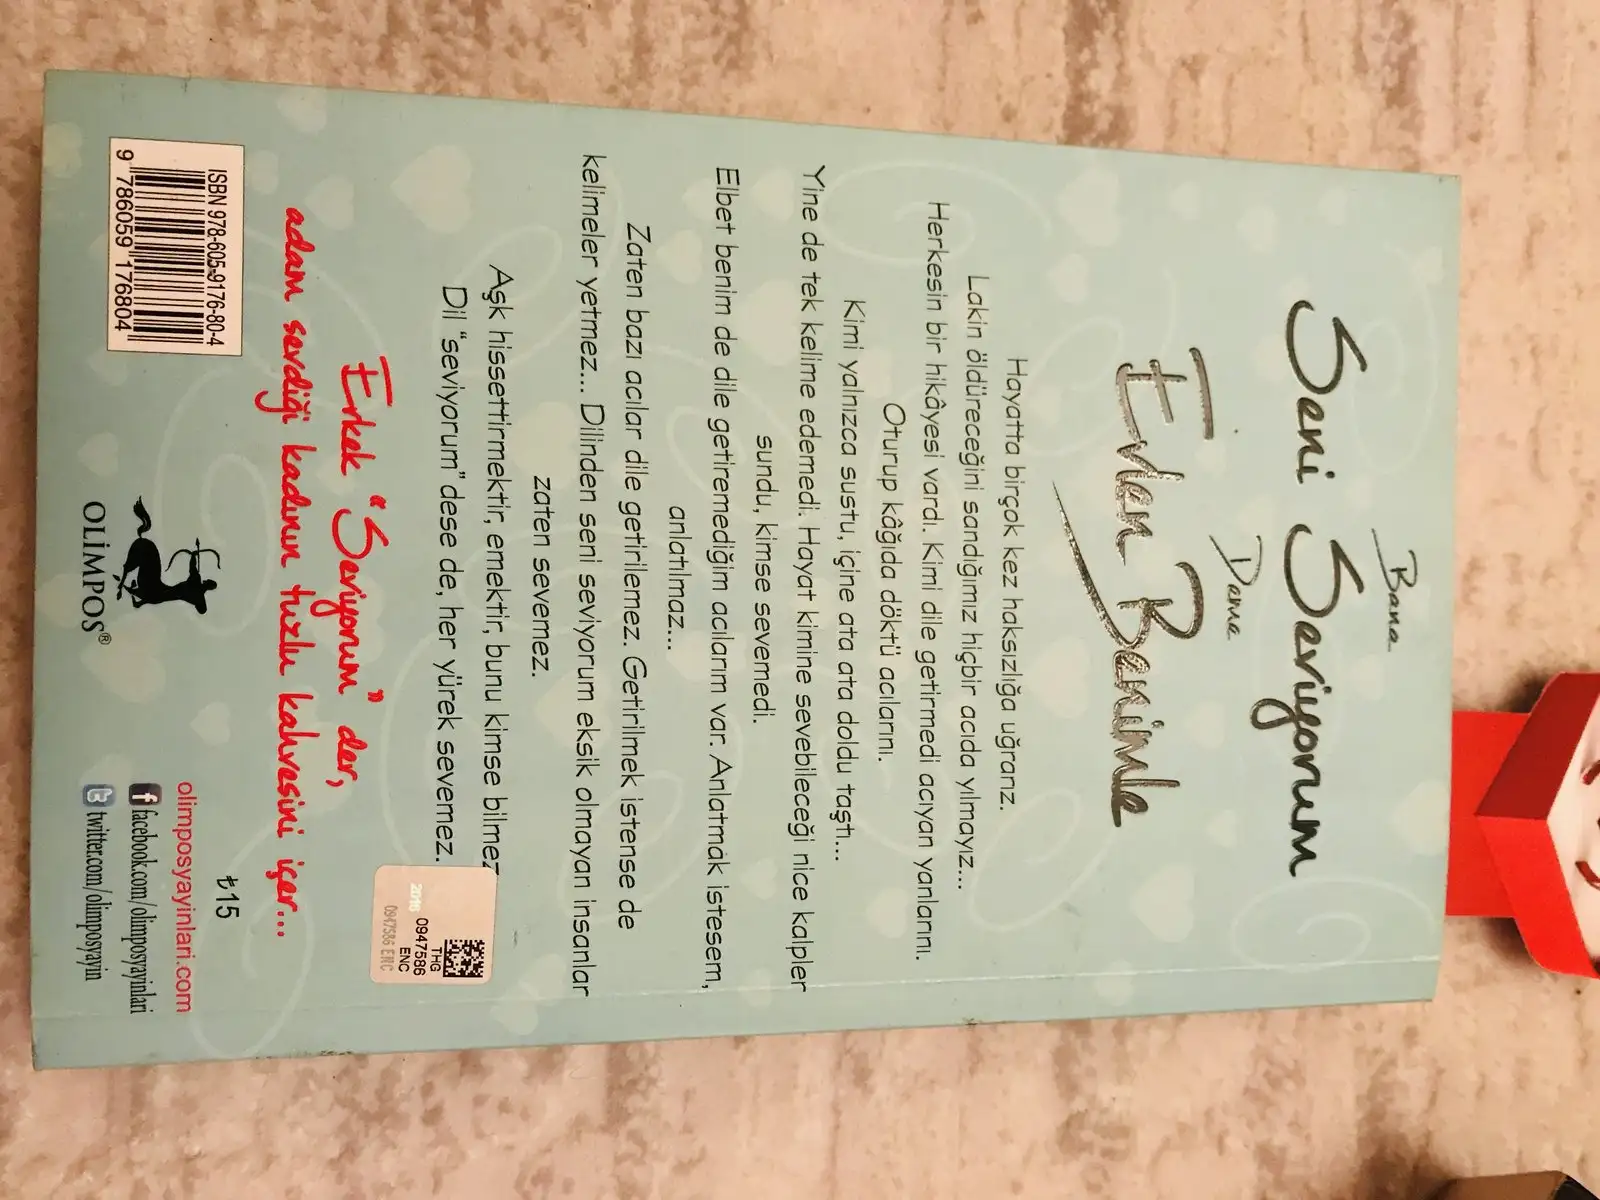 Bana
Seni Seviyorum
Deme
Evlen Benimle
Hayatta birçok kez haksızlığa uğrarız.
Lakin öldüreceğini sandığımız hiçbir acıda yılmayız...
Herkesin bir hikâyesi vardı. Kimi dile getirmedi acıyan yanlarını.
Oturup kâğıda döktü acılarını.
Kimi yalnızca sustu, içine ata ata doldu taştı...
Yine de tek kelime edemedi. Hayat kimine sevebileceği nice kalpler
sundu, kimse sevemedi.
Elbet benim de dile getiremediğim acılarım var. Anlatmak istesem,
anlatılmaz...
Zaten bazı acılar dile getirilemez. Getirilmek istense de
kelimeler yetmez... Dilinden seni seviyorum eksik olmayan insanlar
zaten sevemez.
Aşk hissettirmektir, emektir, bunu kimse bilmez
Dil "seviyorum" dese de, her yürek sevemez.
Erkek "Seviyorum" der,
adam sevdiği kadının tuzlu kahvesini içer...
2016
0947586
THG
ENC
0947586 ERC
₺15
ISBN 978-605-9176-80-4
9 786059 176804
OLİMPOS®
olimposyayinlari.com
facebook.com/olimposyayinlari
twitter.com/olimposyayin